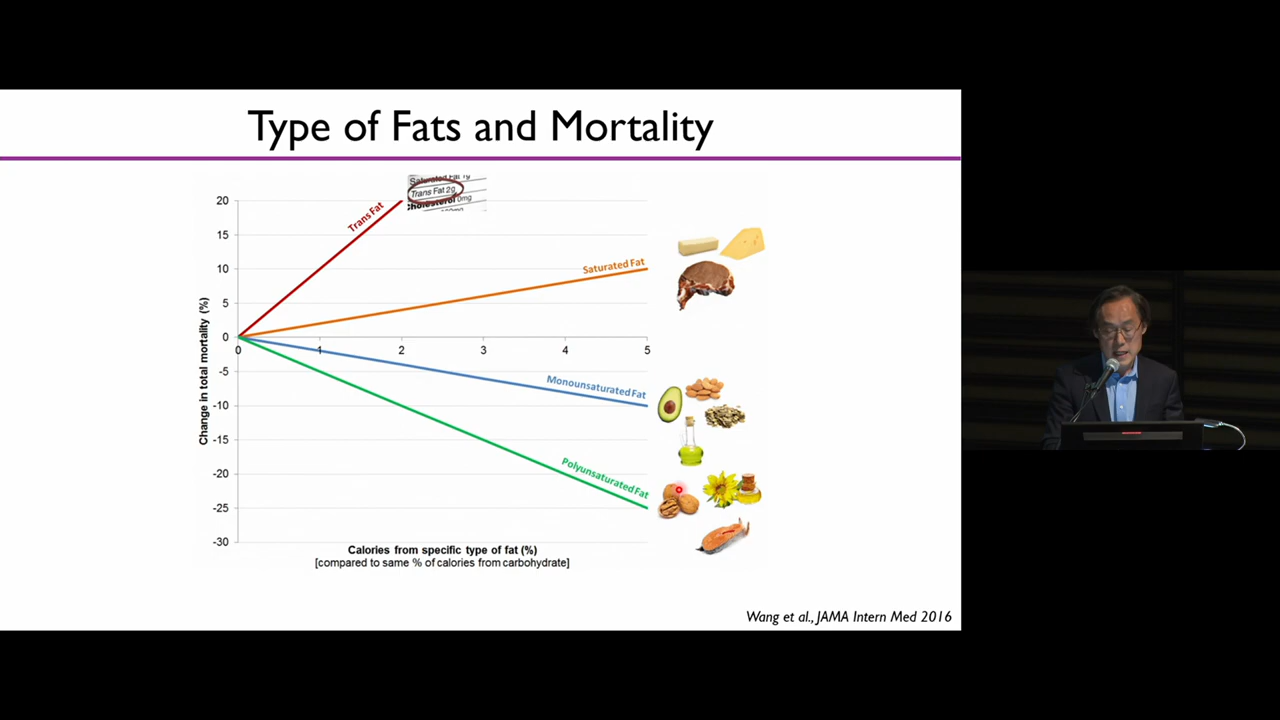 Type of Fats and Mortality
Trans Fat 2g
Cholesterol 0mg
Trans Fat
Saturated Fat
Monounsaturated Fat
Polyunsaturated Fat
20
15
10
5
0
-5
-10
-15
-20
-25
-30
0
1
2
3
4
5
Change in total mortality (%)
Calories from specific type of fat (%)
[compared to same % of calories from carbohydrate]
Wang et al., JAMA Intern Med 2016